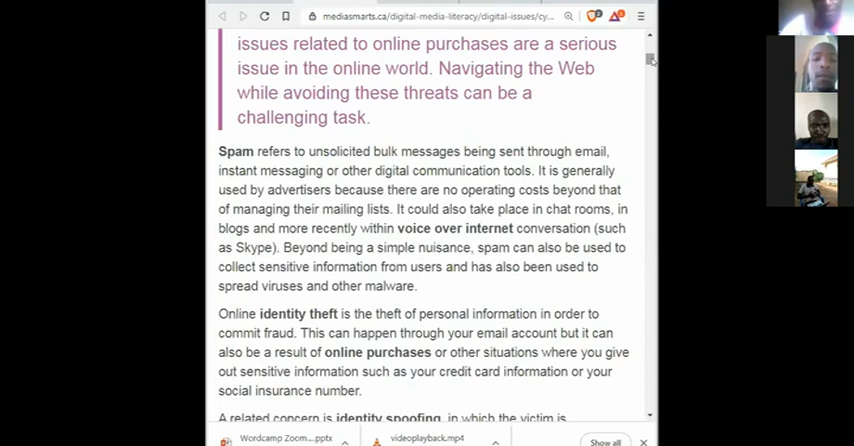 mediasmarts.ca/digital-media-literacy/digital-issues/cy...
2
1
issues related to online purchases are a serious
issue in the online world. Navigating the Web
while avoiding these threats can be a
challenging task.
Spam refers to unsolicited bulk messages being sent through email,
instant messaging or other digital communication tools. It is generally
used by advertisers because there are no operating costs beyond that
of managing their mailing lists. It could also take place in chat rooms, in
blogs and more recently within voice over internet conversation (such
as Skype). Beyond being a simple nuisance, spam can also be used to
collect sensitive information from users and has also been used to
spread viruses and other malware.
Online identity theft is the theft of personal information in order to
commit fraud. This can happen through your email account but it can
also be a result of online purchases or other situations where you give
out sensitive information such as your credit card information or your
social insurance number.
A related concern is identity spoofing, in which the victim is
Wordcamp Zoom....pptx
videoplayback.mp4
Show all